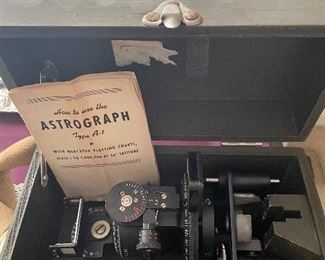 How to use the
ASTROGRAPH
Type A-1
WITH MERCATOR PLOTTING CHARTS,
SCALE 1 TO 1,000,000 AT 36° LATITUDE